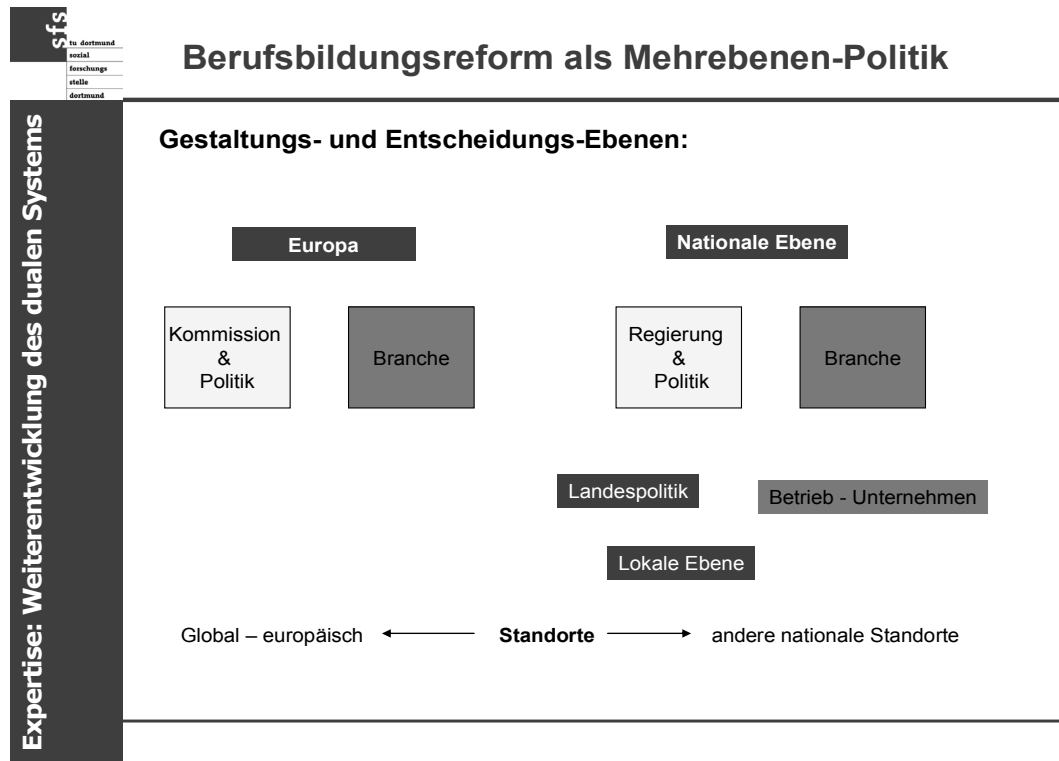 sfs
tu dortmund
sozial
forschungs
stelle
dortmund
Berufsbildungsreform als Mehrebenen-Politik
Expertise: Weiterentwicklung des dualen Systems
Gestaltungs- und Entscheidungs-Ebenen:
Europa
Nationale Ebene
Kommission
&
Politik
Branche
Regierung
&
Politik
Branche
Landespolitik
Betrieb - Unternehmen
Lokale Ebene
Global – europäisch
Standorte
andere nationale Standorte